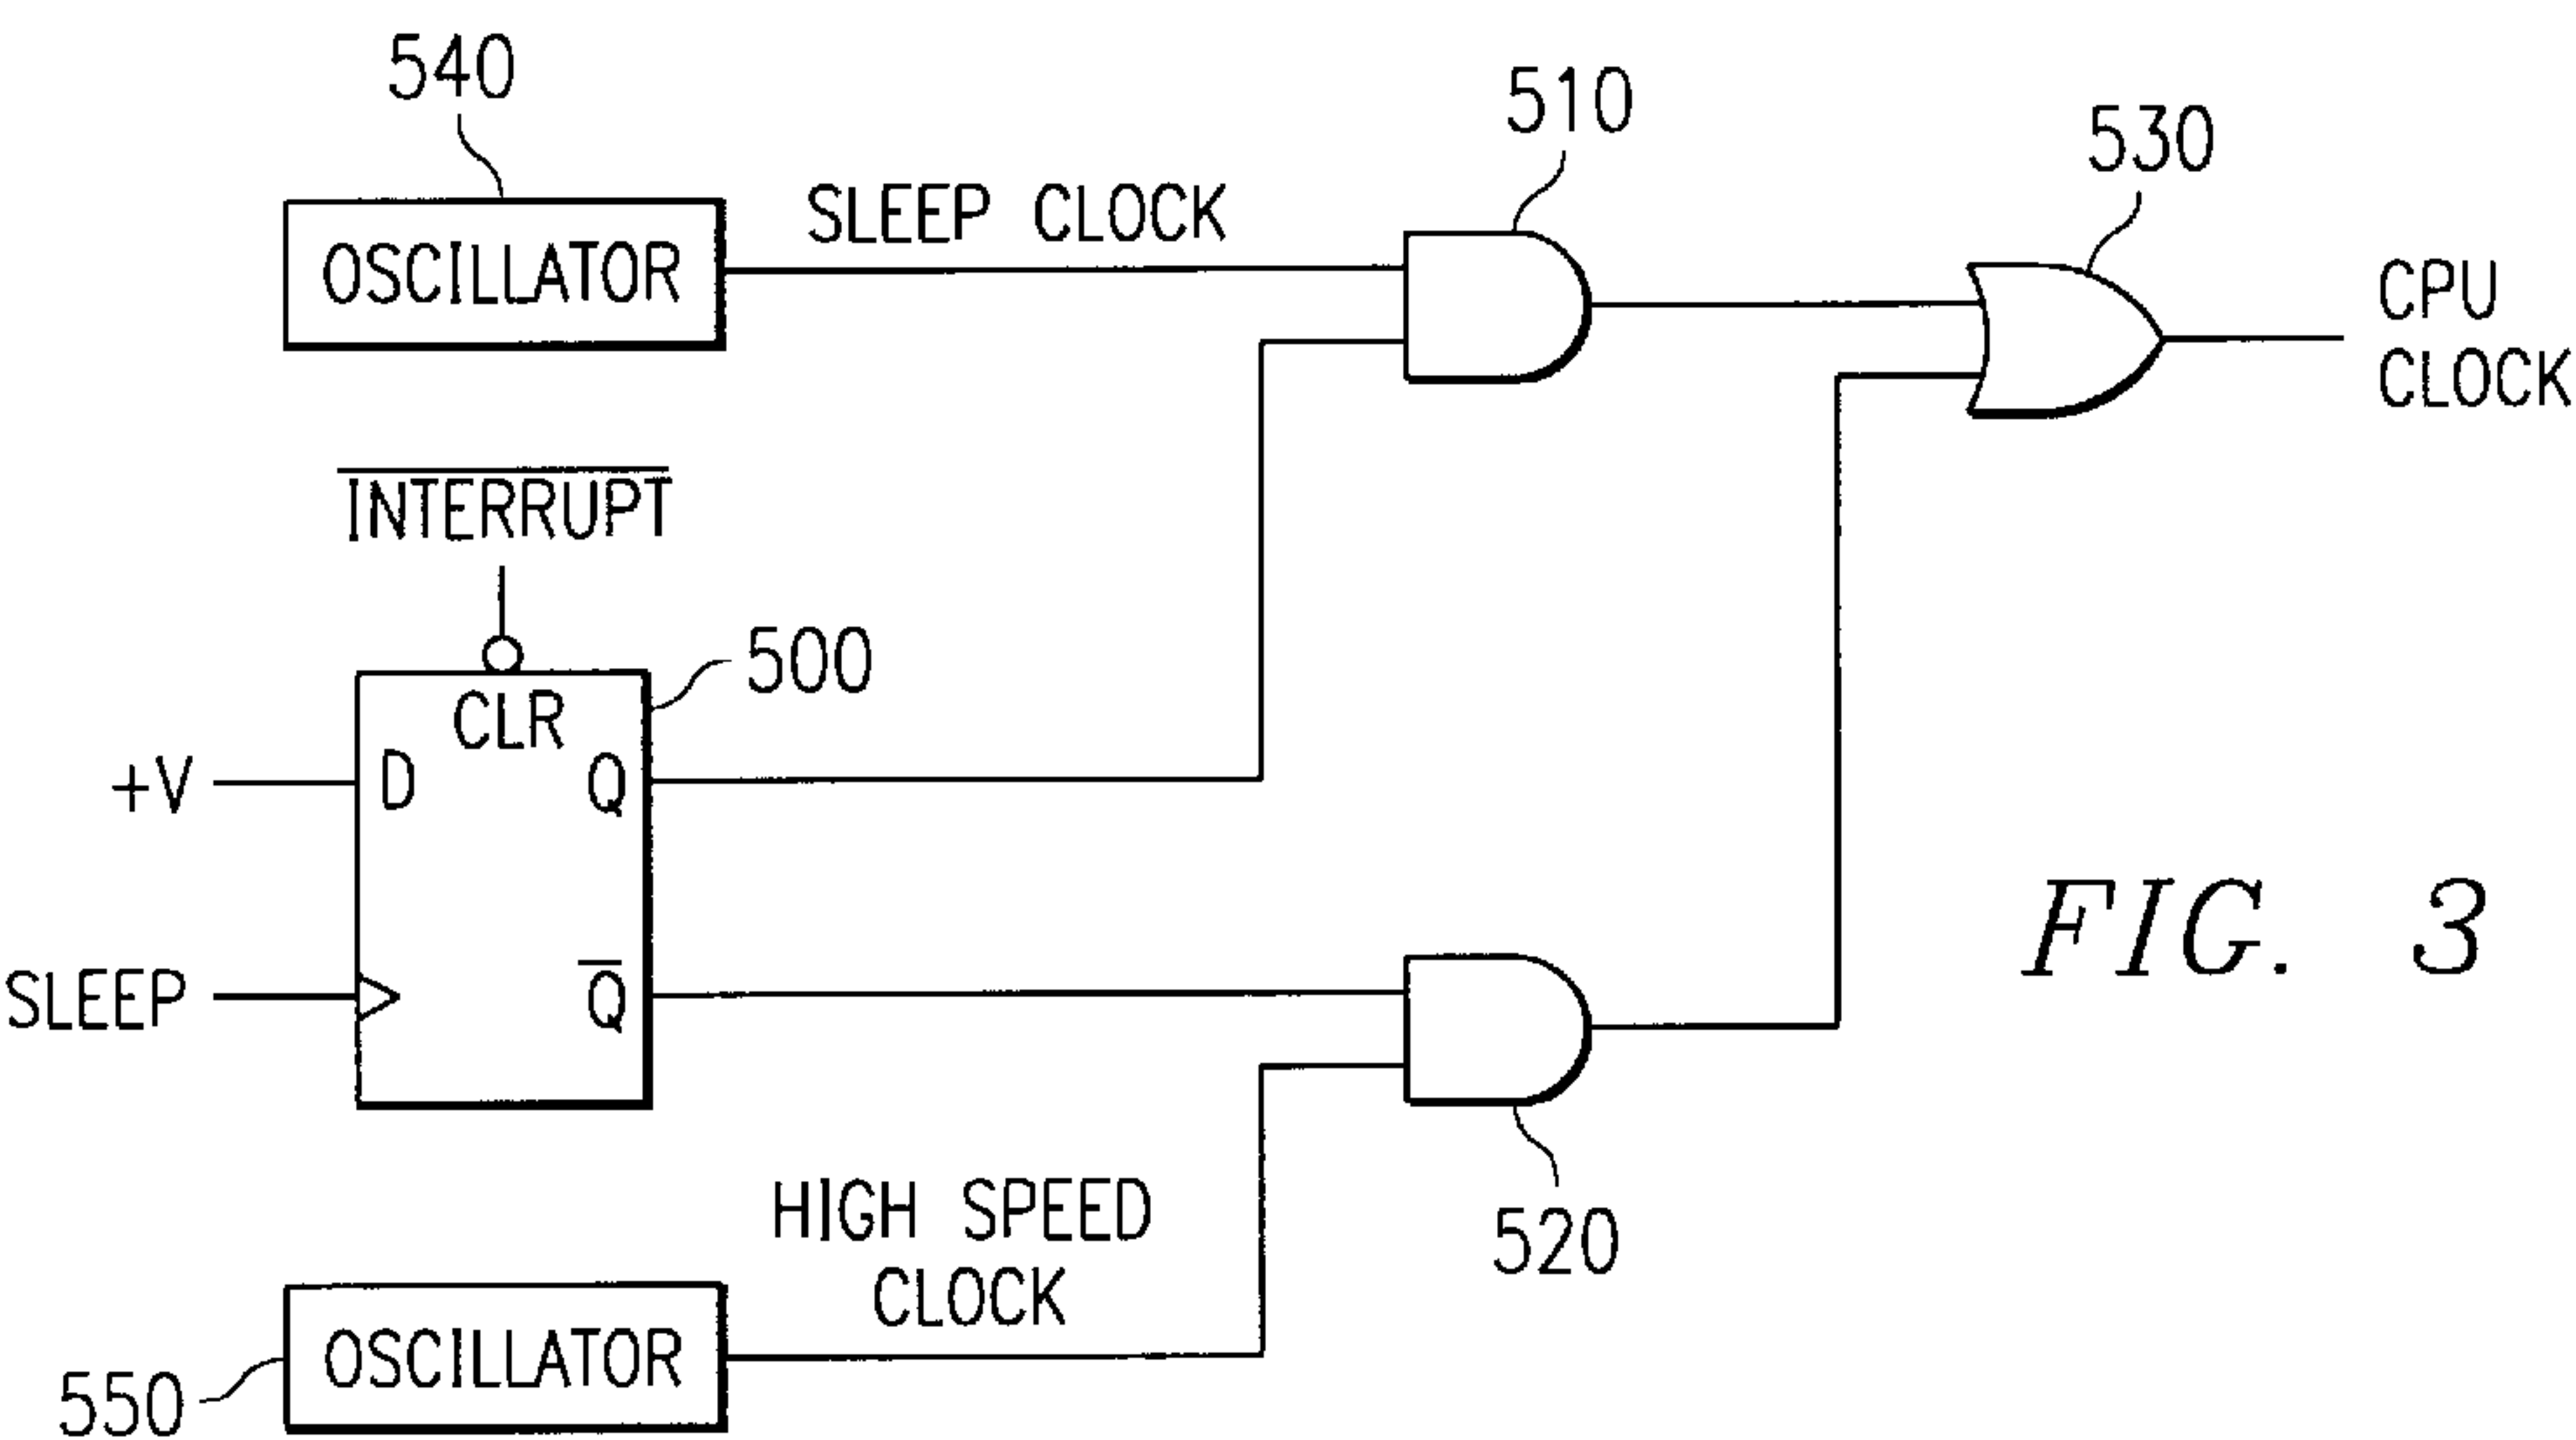 540
510
530
OSCILLATOR
SLEEP CLOCK
CPU
CLOCK
INTERRUPT
500
CLR
+V
D
Q
SLEEP
Q
FIG. 3
HIGH SPEED
CLOCK
520
OSCILLATOR
550